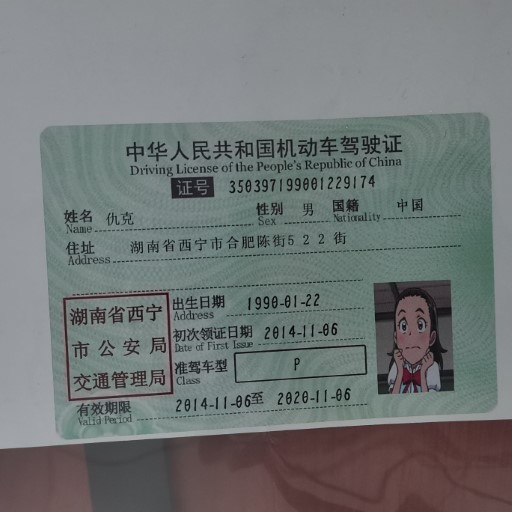 中华人民共和国机动车驾驶证
Driving License of the People's Republic of China
证号 350397199001229174
姓名 仇克 性别 男 国籍 中国
Name Sex Nationality
住址 湖南省西宁市合肥陈街522街
Address
湖南省西宁
市公安局
交通管理局
出生日期 1990-01-22
Address
初次领证日期 2014-11-06
Date of First Issue
准驾车型 P
Class
有效期限 2014-11-06至 2020-11-06
Valid Period